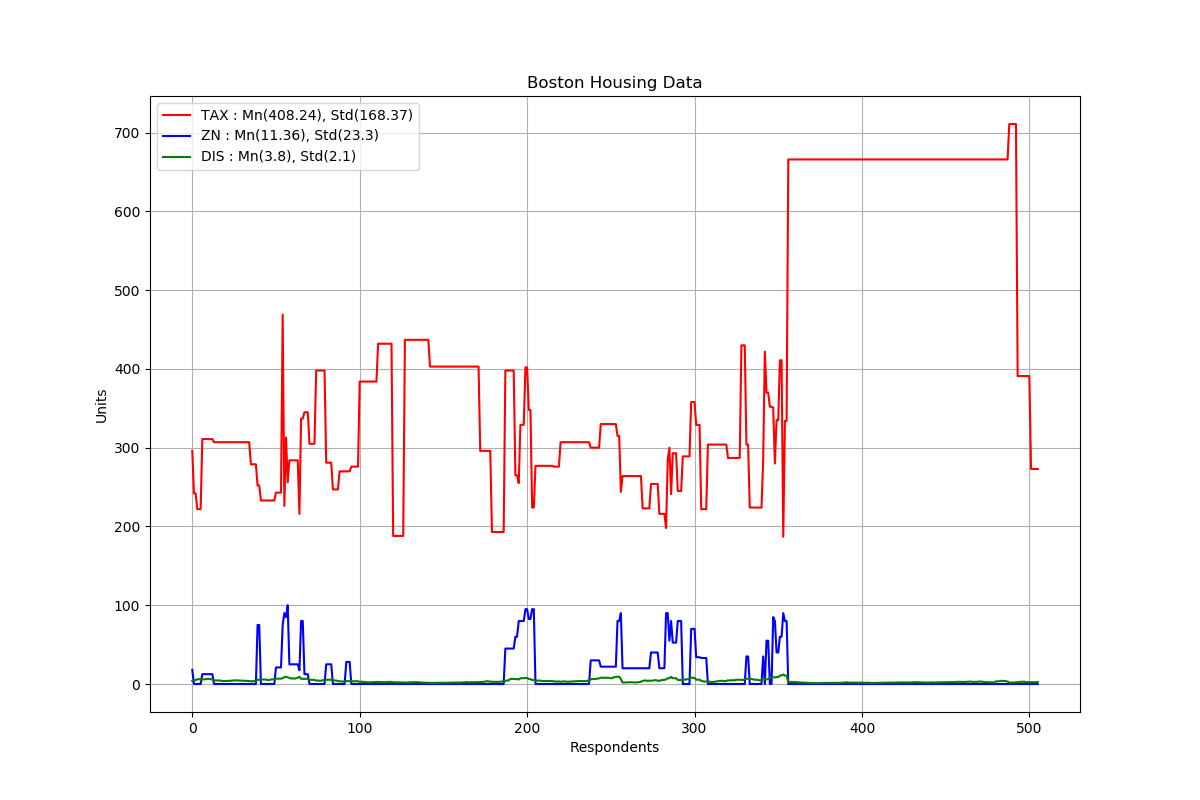 Boston Housing Data
TAX : Mn(408.24), Std(168.37)
ZN : Mn(11.36), Std(23.3)
DIS : Mn(3.8), Std(2.1)
700
600
500
400
300
200
100
0
Units
0 100 200 300 400 500
Respondents